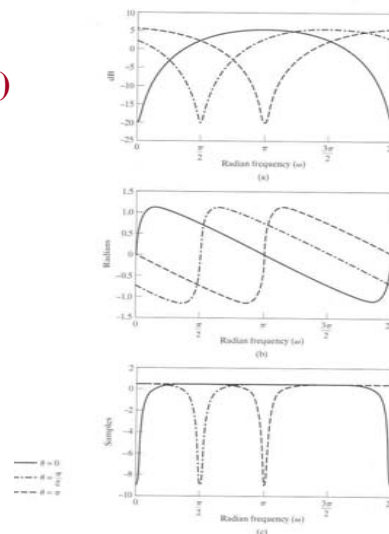 )
10
5
0
-5
-10
-15
-20
-25
dB
0 π/2 π 3π/2 2
Radian frequency (ω)
(a)
1.5
1.0
0.5
0
-0.5
-1.0
-1.5
Radians
0 π/2 π 3π/2 2
Radian frequency (ω)
(b)
2
0
-2
-4
-6
-8
-10
Samples
0 π/2 π 3π/2 2
Radian frequency (ω)
(c)
θ = 0
θ =
θ = π